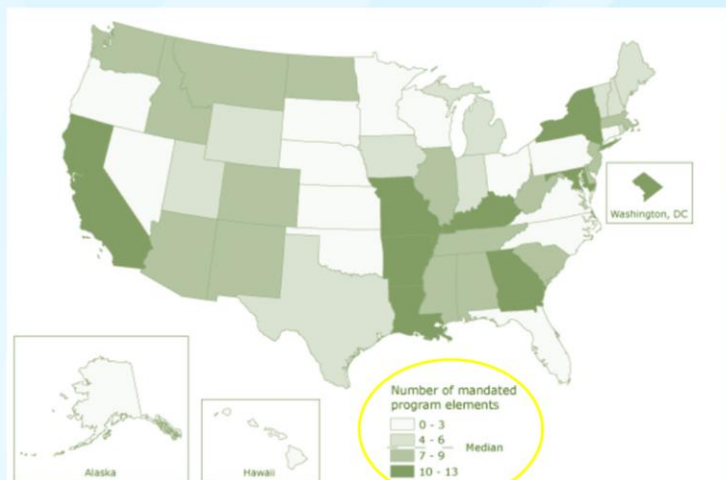 Washington, DC
Number of mandated
program elements
0 - 3
4 - 6
Median
7 - 9
10 - 13
Alaska
Hawaii